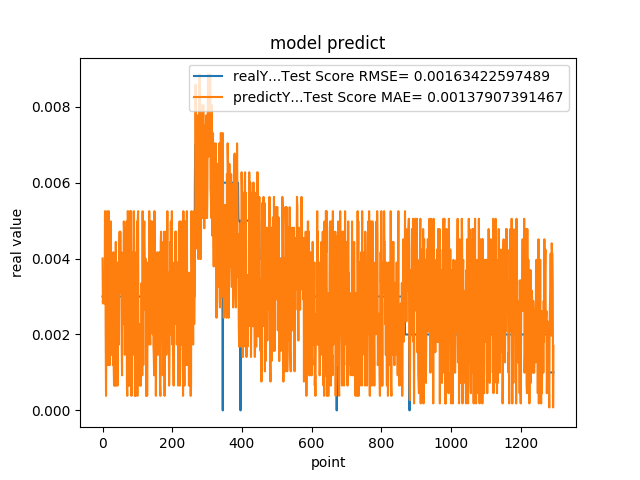 model predict
realY...Test Score RMSE= 0.00163422597489
predictY...Test Score MAE= 0.00137907391467
0.008
0.006
0.004
0.002
0.000
real value
0 200 400 600 800 1000 1200
point